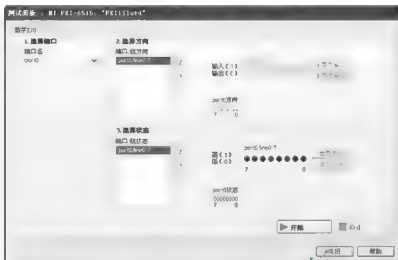 测试面板 : NI PXI-6515: "PXI1Slot4"
数字I/O
1. 选择端口
端口名
port0
2. 选择方向
端口/线方向
port0/line0:7
输入(1)
输出(0)
port0方向
7 0
3. 选择状态
端口/线状态
port0/line0:7
高(1)
低(0)
port0/line0:7
7 0
port0状态
00000000
7 0
开始
关闭
帮助